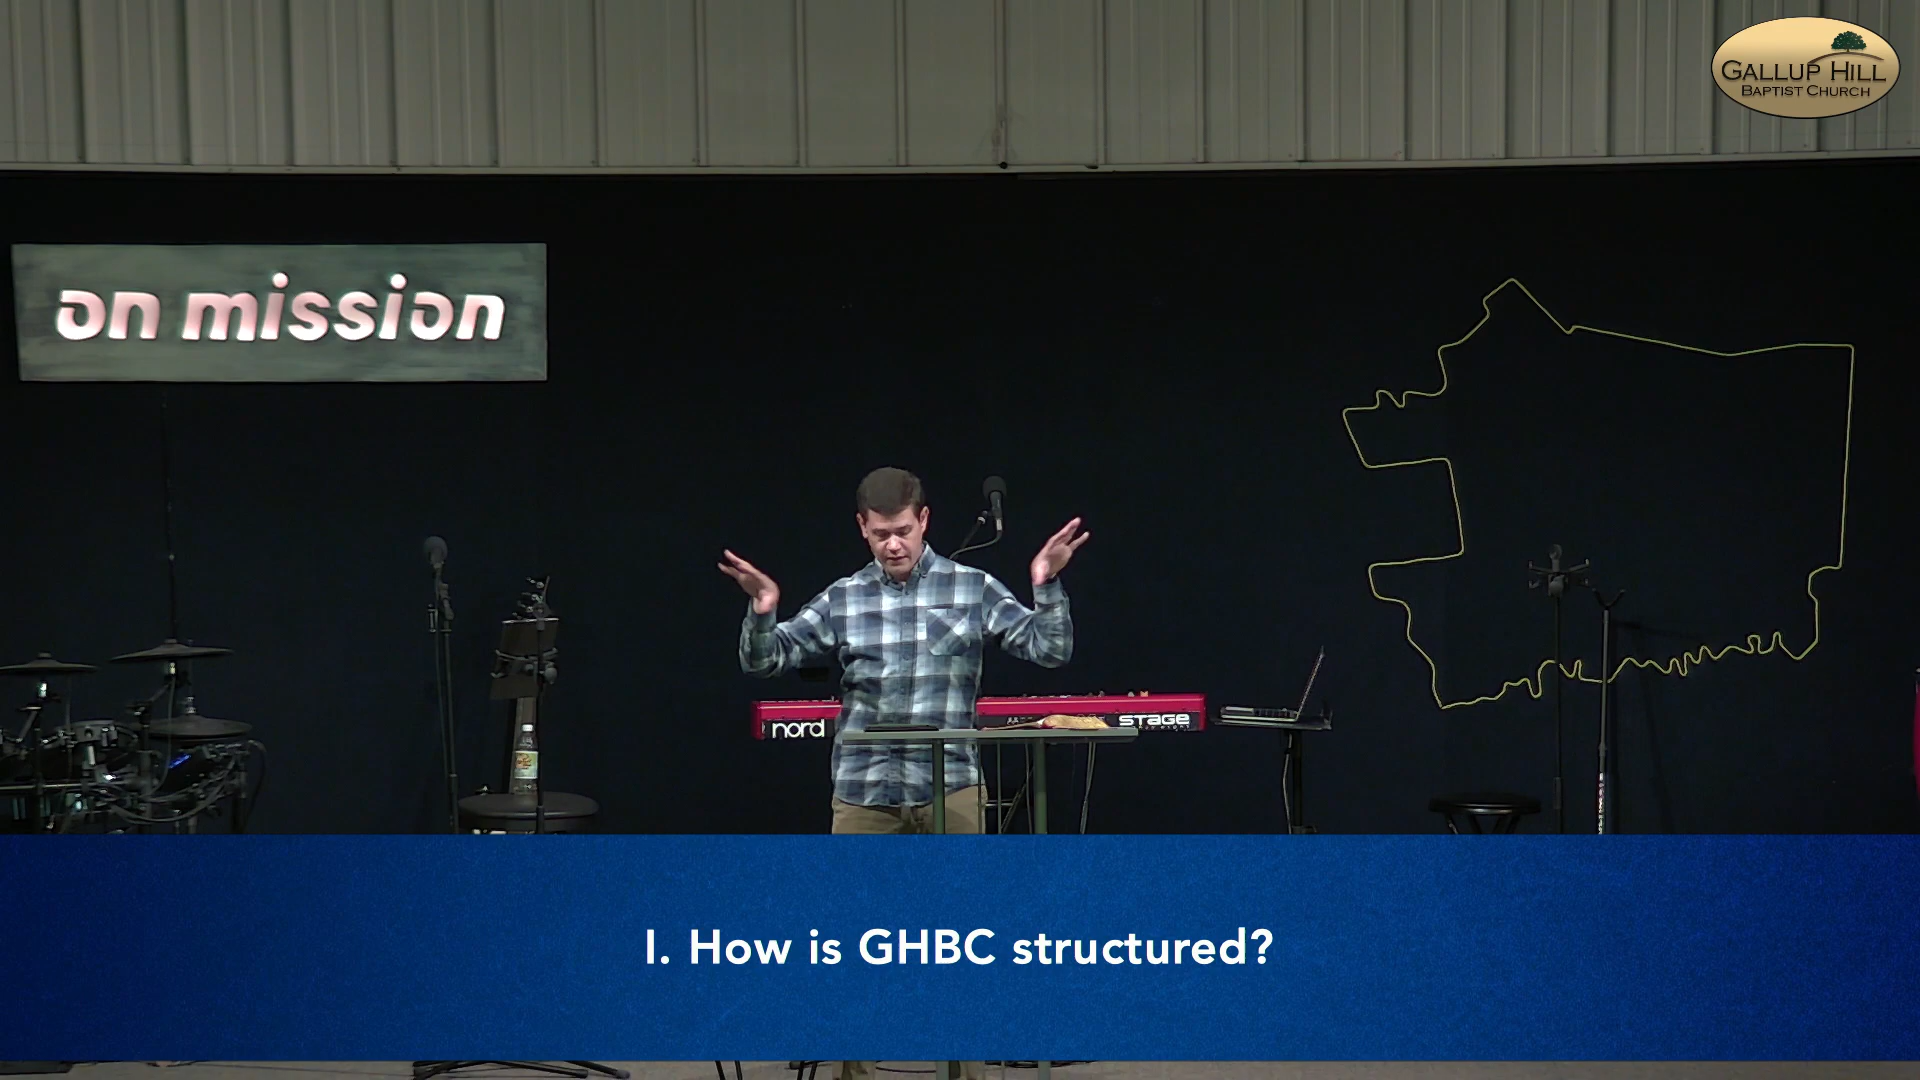 GALLUP HILL
BAPTIST CHURCH
on mission
nord
STAGE
I. How is GHBC structured?